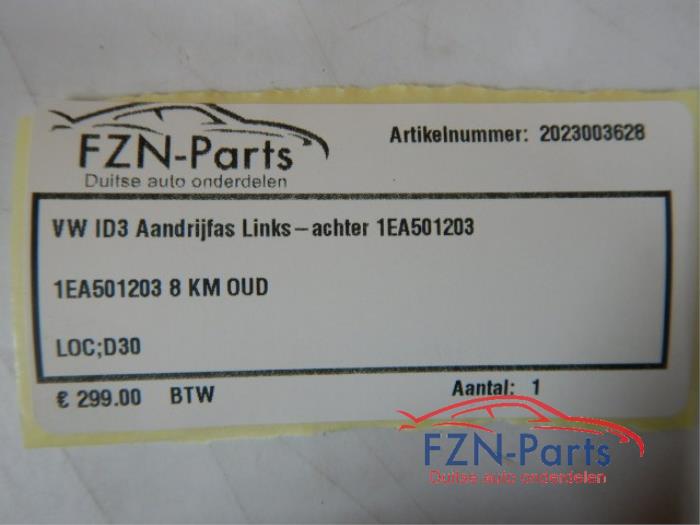 FZN-Parts
Duitse auto onderdelen
Artikelnummer: 2023003628
VW ID3 Aandrijfas Links-achter 1EA501203
1EA501203 8 KM OUD
LOC;D30
€ 299.00 BTW Aantal: 1
FZN-Parts
Duitse auto onderdelen